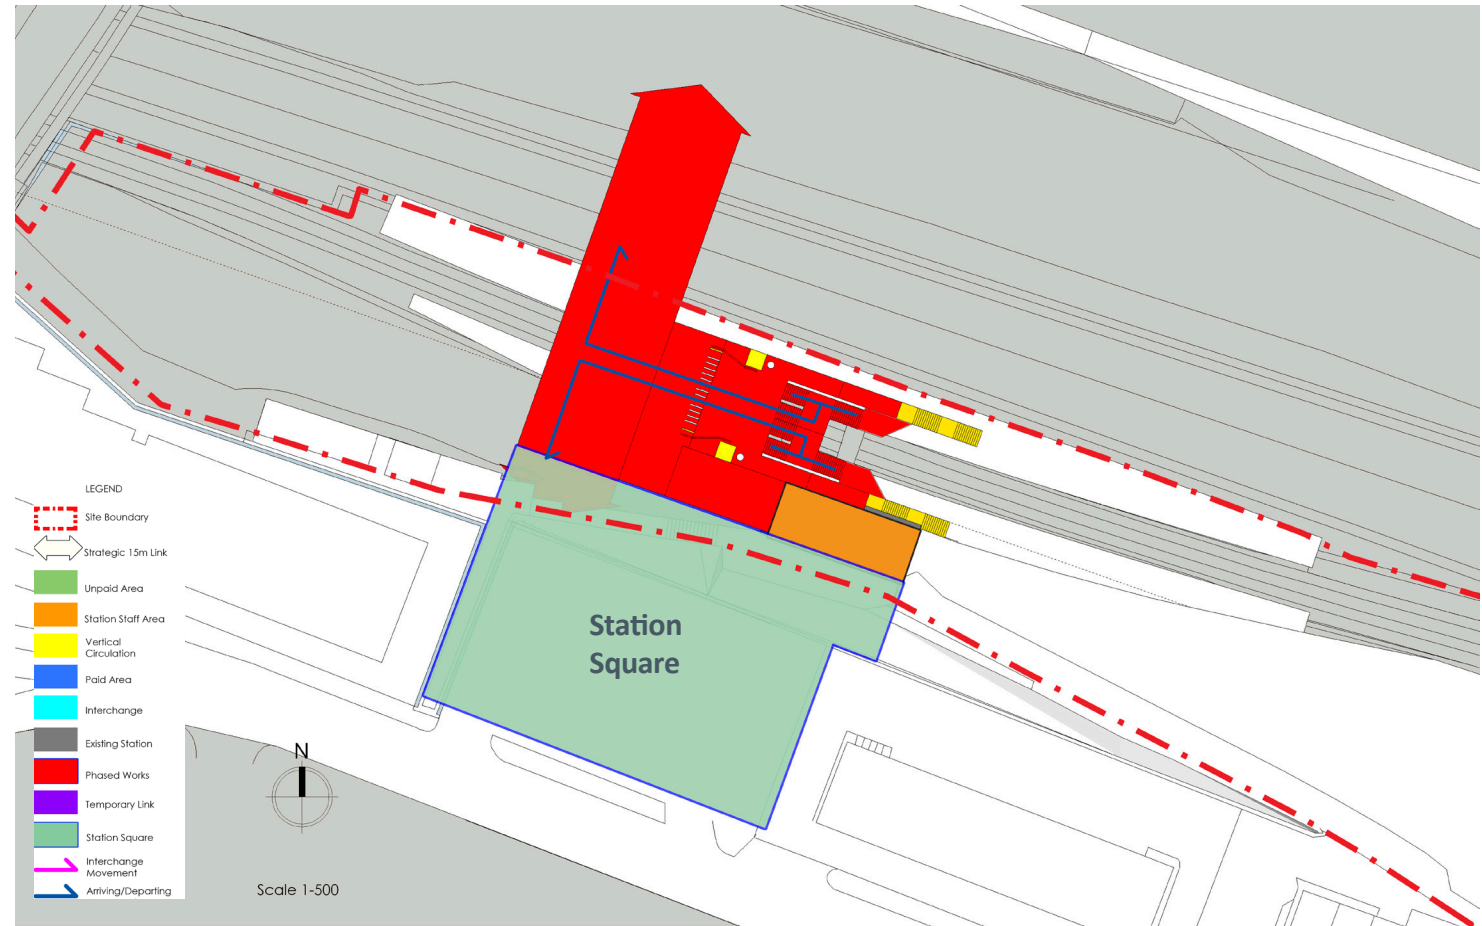 Station
Square
LEGEND
Site Boundary
Strategic 15m Link
Unpaid Area
Station Staff Area
Vertical
Circulation
Paid Area
Interchange
Existing Station
Phased Works
Temporary Link
Station Square
Interchange
Movement
Arriving/Departing
N
Scale 1-500